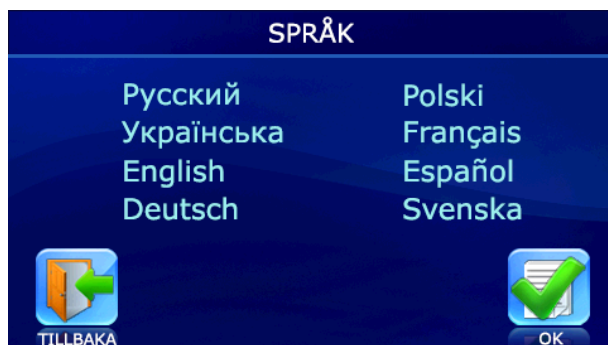 SPRÅK
Русский
Українська
English
Deutsch
Polski
Français
Español
Svenska
TILLBAKA
OK